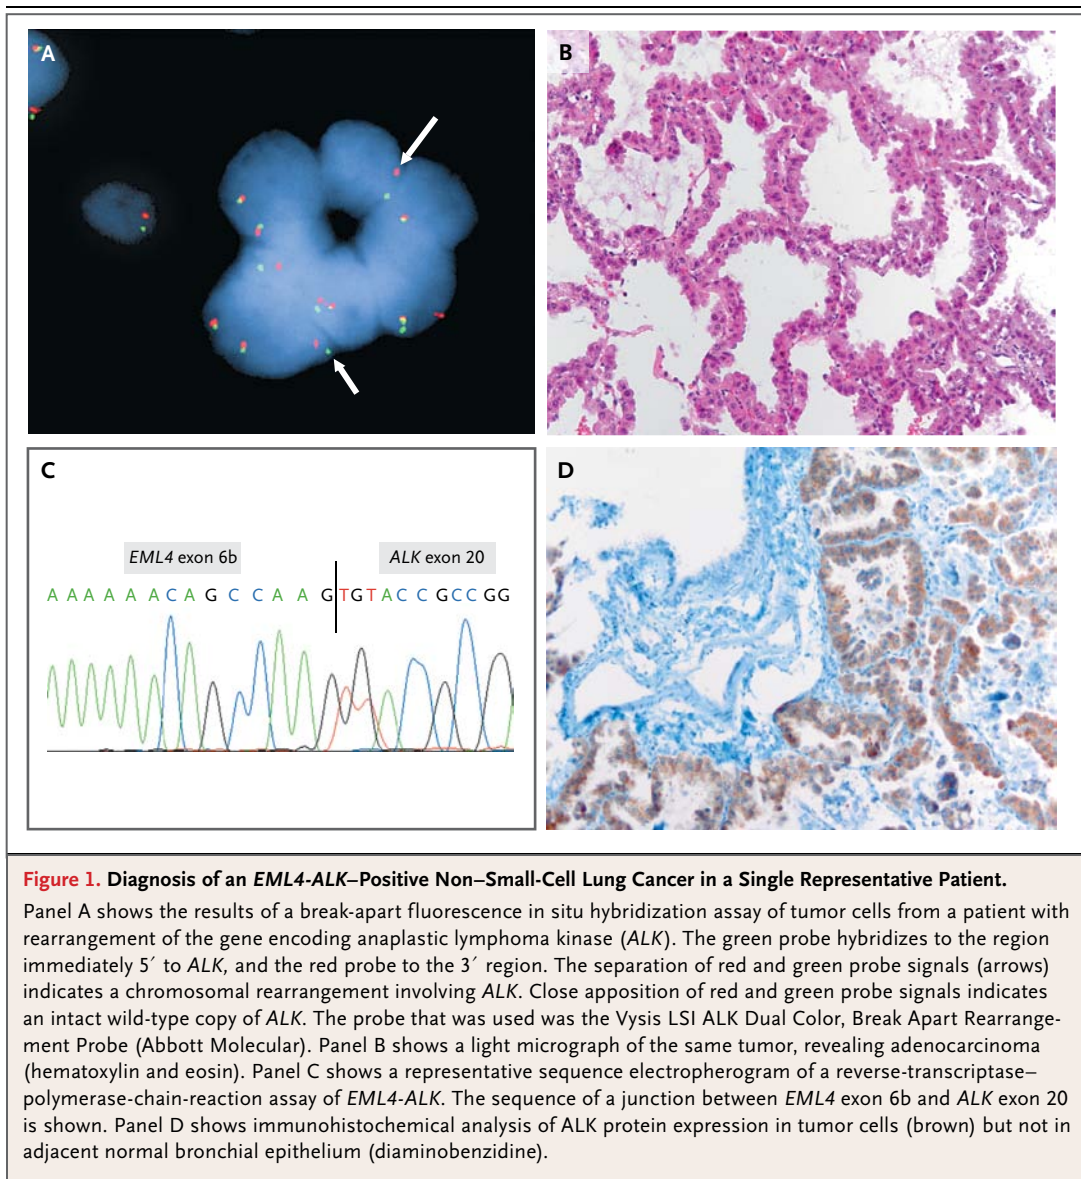 A
B
C
EML4 exon 6b
ALK exon 20
A A A A A A C A G C C A A G T G T A C C G C C G G
D
Figure 1. Diagnosis of an EML4-ALK–Positive Non–Small-Cell Lung Cancer in a Single Representative Patient.
Panel A shows the results of a break-apart fluorescence in situ hybridization assay of tumor cells from a patient with
rearrangement of the gene encoding anaplastic lymphoma kinase (ALK). The green probe hybridizes to the region
immediately 5′ to ALK, and the red probe to the 3′ region. The separation of red and green probe signals (arrows)
indicates a chromosomal rearrangement involving ALK. Close apposition of red and green probe signals indicates
an intact wild-type copy of ALK. The probe that was used was the Vysis LSI ALK Dual Color, Break Apart Rearrange-
ment Probe (Abbott Molecular). Panel B shows a light micrograph of the same tumor, revealing adenocarcinoma
(hematoxylin and eosin). Panel C shows a representative sequence electropherogram of a reverse-transcriptase–
polymerase-chain-reaction assay of EML4-ALK. The sequence of a junction between EML4 exon 6b and ALK exon 20
is shown. Panel D shows immunohistochemical analysis of ALK protein expression in tumor cells (brown) but not in
adjacent normal bronchial epithelium (diaminobenzidine).